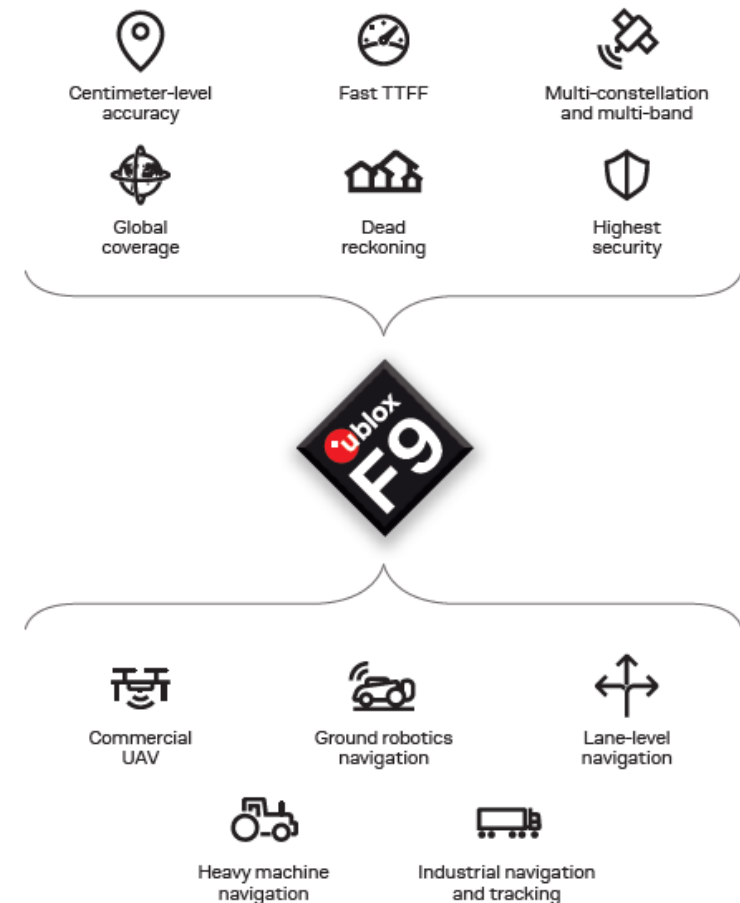 Centimeter-level
accuracy
Fast TTFF
Multi-constellation
and multi-band
Global
coverage
Dead
reckoning
Highest
security
ublox
F9
Commercial
UAV
Ground robotics
navigation
Lane-level
navigation
Heavy machine
navigation
Industrial navigation
and tracking